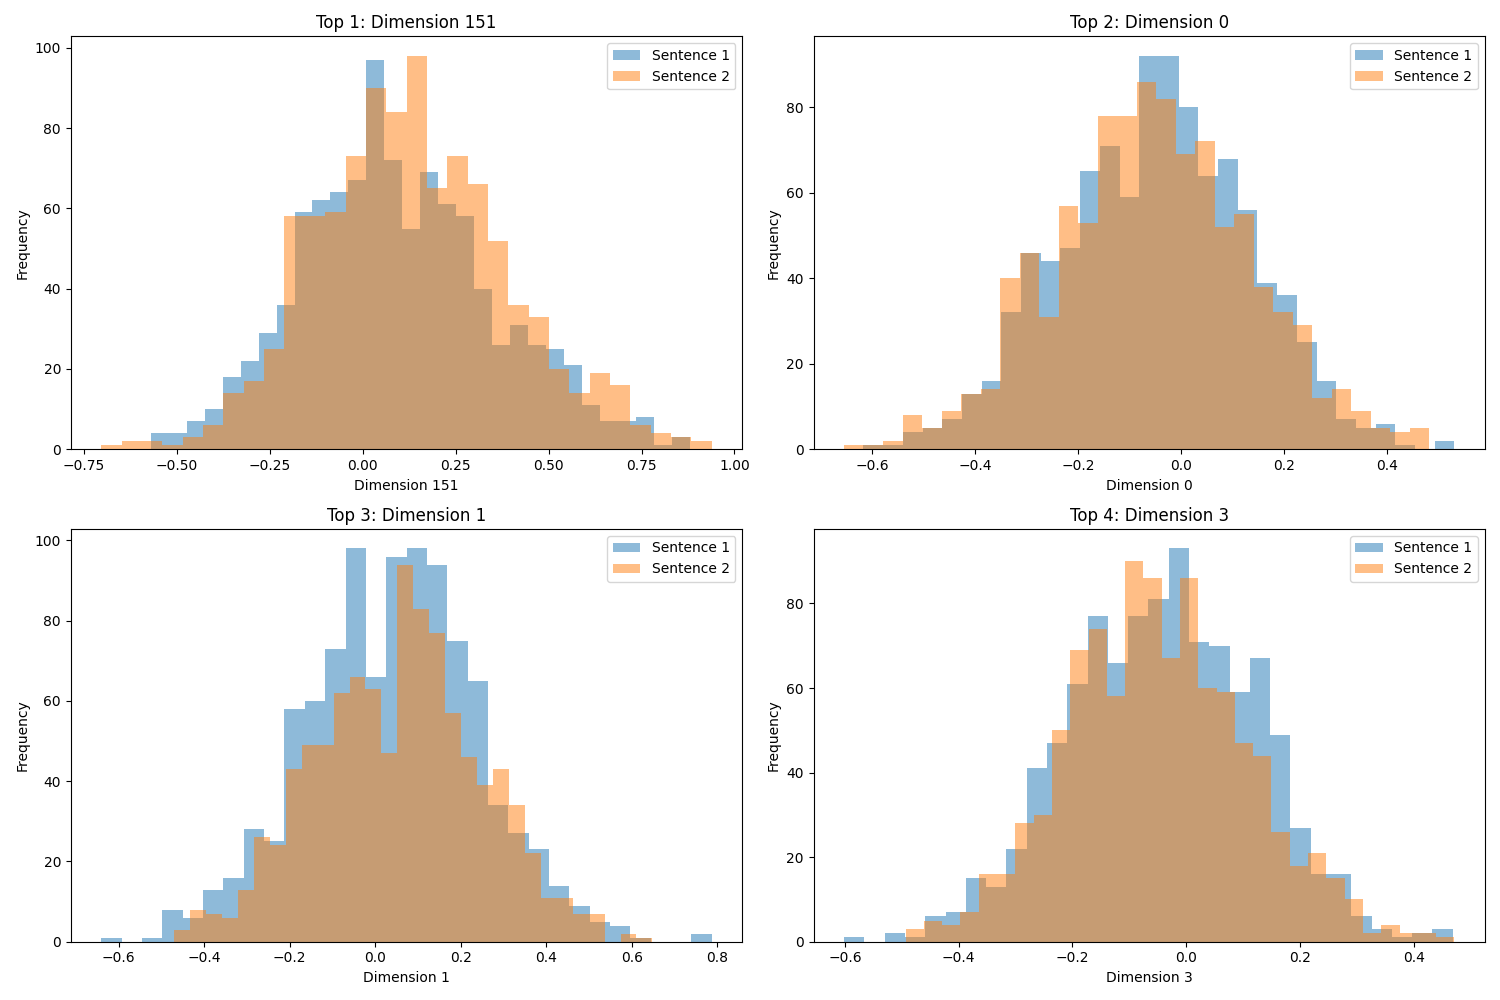 Top 1: Dimension 151
Sentence 1
Sentence 2
Frequency
100
80
60
40
20
0
−0.75 −0.50 −0.25 0.00 0.25 0.50 0.75 1.00
Dimension 151
Top 2: Dimension 0
Sentence 1
Sentence 2
Frequency
80
60
40
20
0
−0.6 −0.4 −0.2 0.0 0.2 0.4
Dimension 0
Top 3: Dimension 1
Sentence 1
Sentence 2
Frequency
100
80
60
40
20
0
−0.6 −0.4 −0.2 0.0 0.2 0.4 0.6 0.8
Dimension 1
Top 4: Dimension 3
Sentence 1
Sentence 2
Frequency
80
60
40
20
0
−0.6 −0.4 −0.2 0.0 0.2 0.4
Dimension 3